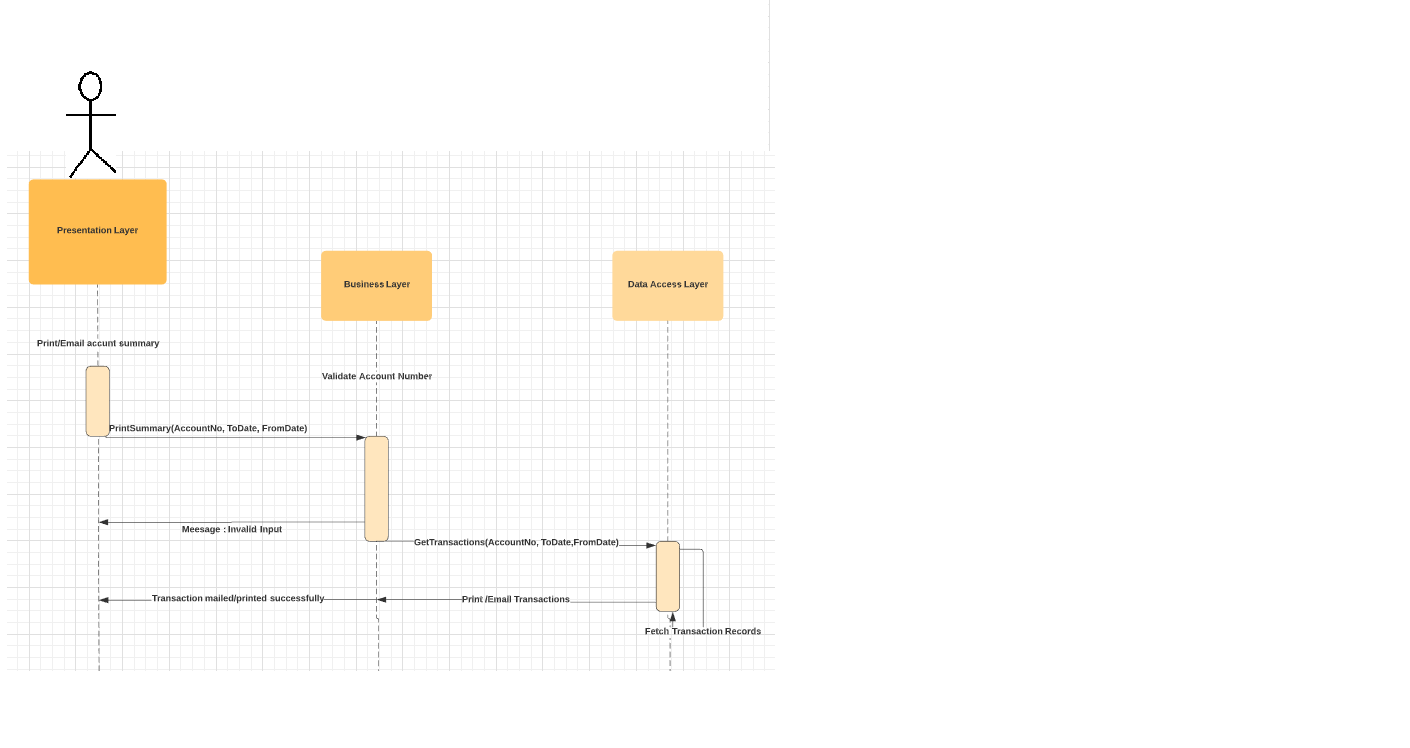 Presentation Layer
Business Layer
Data Access Layer
Print/Email accunt summary
Validate Account Number
PrintSummary(AccountNo, ToDate, FromDate)
Meesage : Invalid Input
GetTransactions(AccountNo, ToDate,FromDate)
Transaction mailed/printed successfully
Print /Email Transactions
Fetch Transaction Records